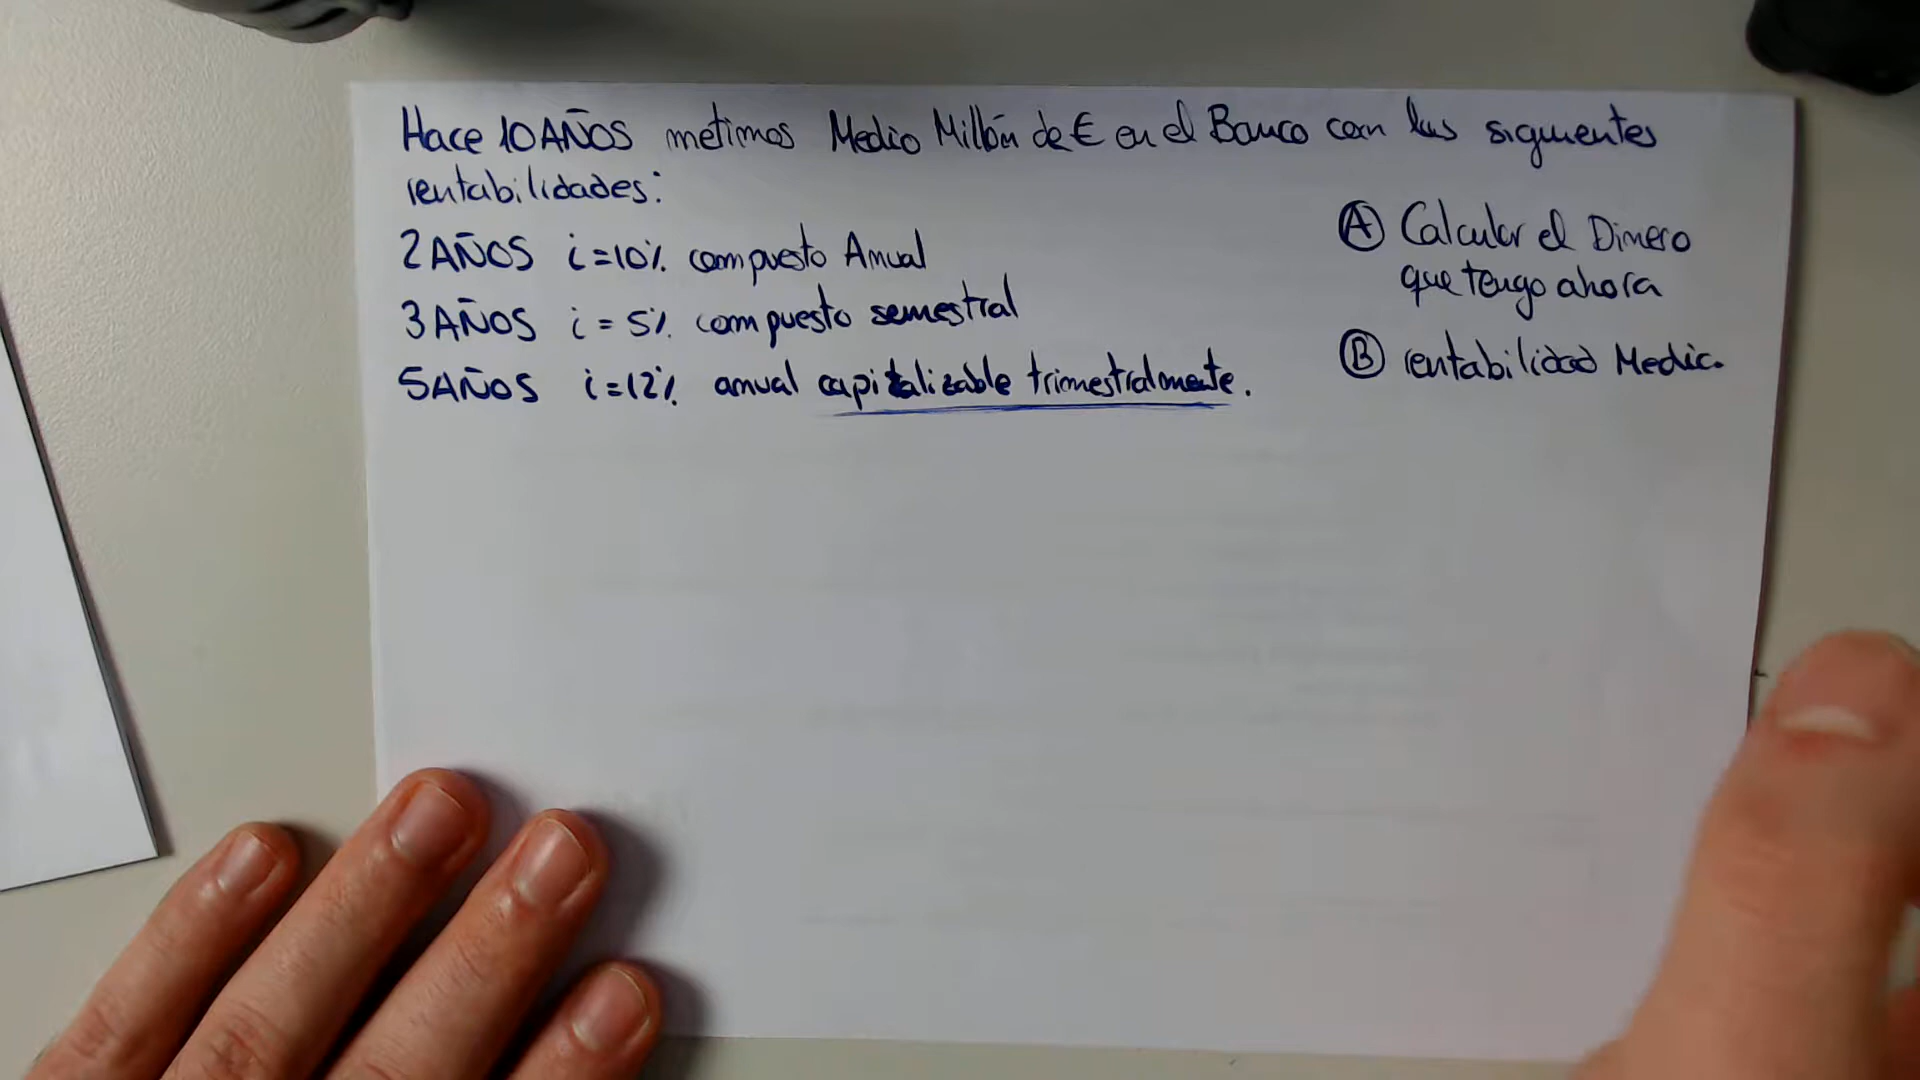 Hace 10 AÑOS metimos Medio Millón de € en el Banco con las siguientes
rentabilidades:
2 AÑOS i=10% compuesto Anual
3 AÑOS i = 5% compuesto semestral
5 AÑOS i=12% anual capitalizable trimestralmente.
A Calcular el Dinero
que tengo ahora
B rentabilidad Media.